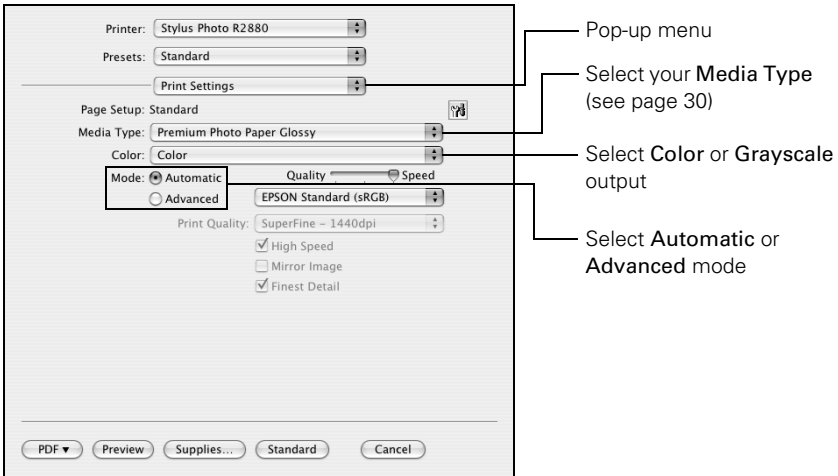 Printer: Stylus Photo R2880
Presets: Standard
Print Settings
Page Setup: Standard
Media Type: Premium Photo Paper Glossy
Color: Color
Mode: Automatic Quality Speed
Advanced EPSON Standard (sRGB)
Print Quality: SuperFine – 1440dpi
High Speed
Mirror Image
Finest Detail
PDF ▼ Preview Supplies... Standard Cancel
Pop-up menu
Select your Media Type
(see page 30)
Select Color or Grayscale
output
Select Automatic or
Advanced mode